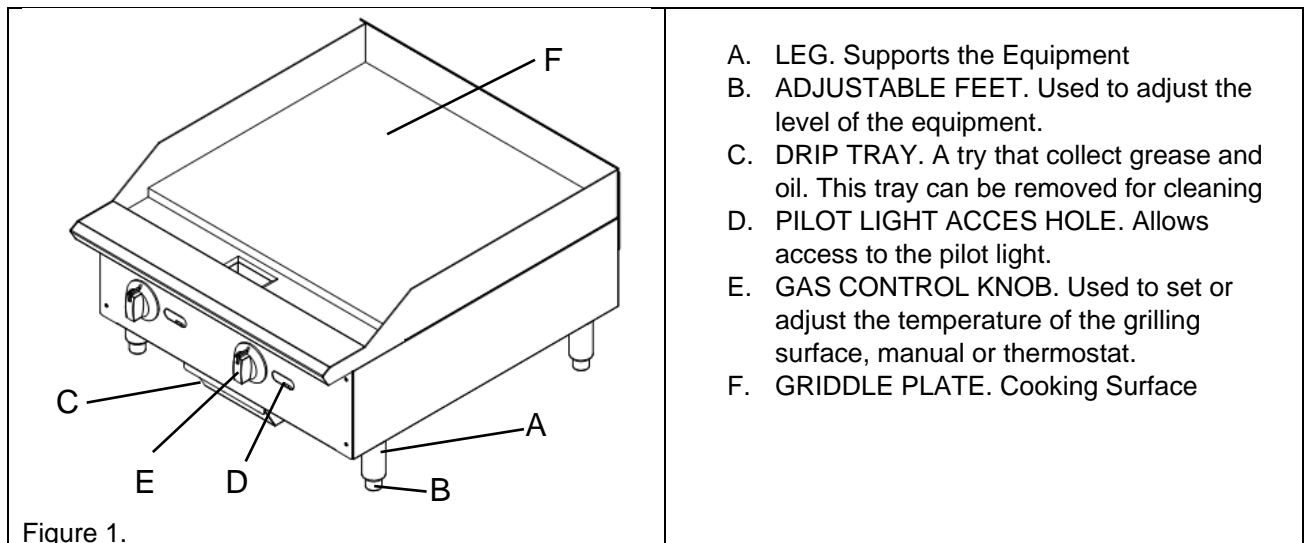 F
C
E
D
A
B
Figure 1.
A. LEG. Supports the Equipment
B. ADJUSTABLE FEET. Used to adjust the
level of the equipment.
C. DRIP TRAY. A try that collect grease and
oil. This tray can be removed for cleaning
D. PILOT LIGHT ACCES HOLE. Allows
access to the pilot light.
E. GAS CONTROL KNOB. Used to set or
adjust the temperature of the grilling
surface, manual or thermostat.
F. GRIDDLE PLATE. Cooking Surface